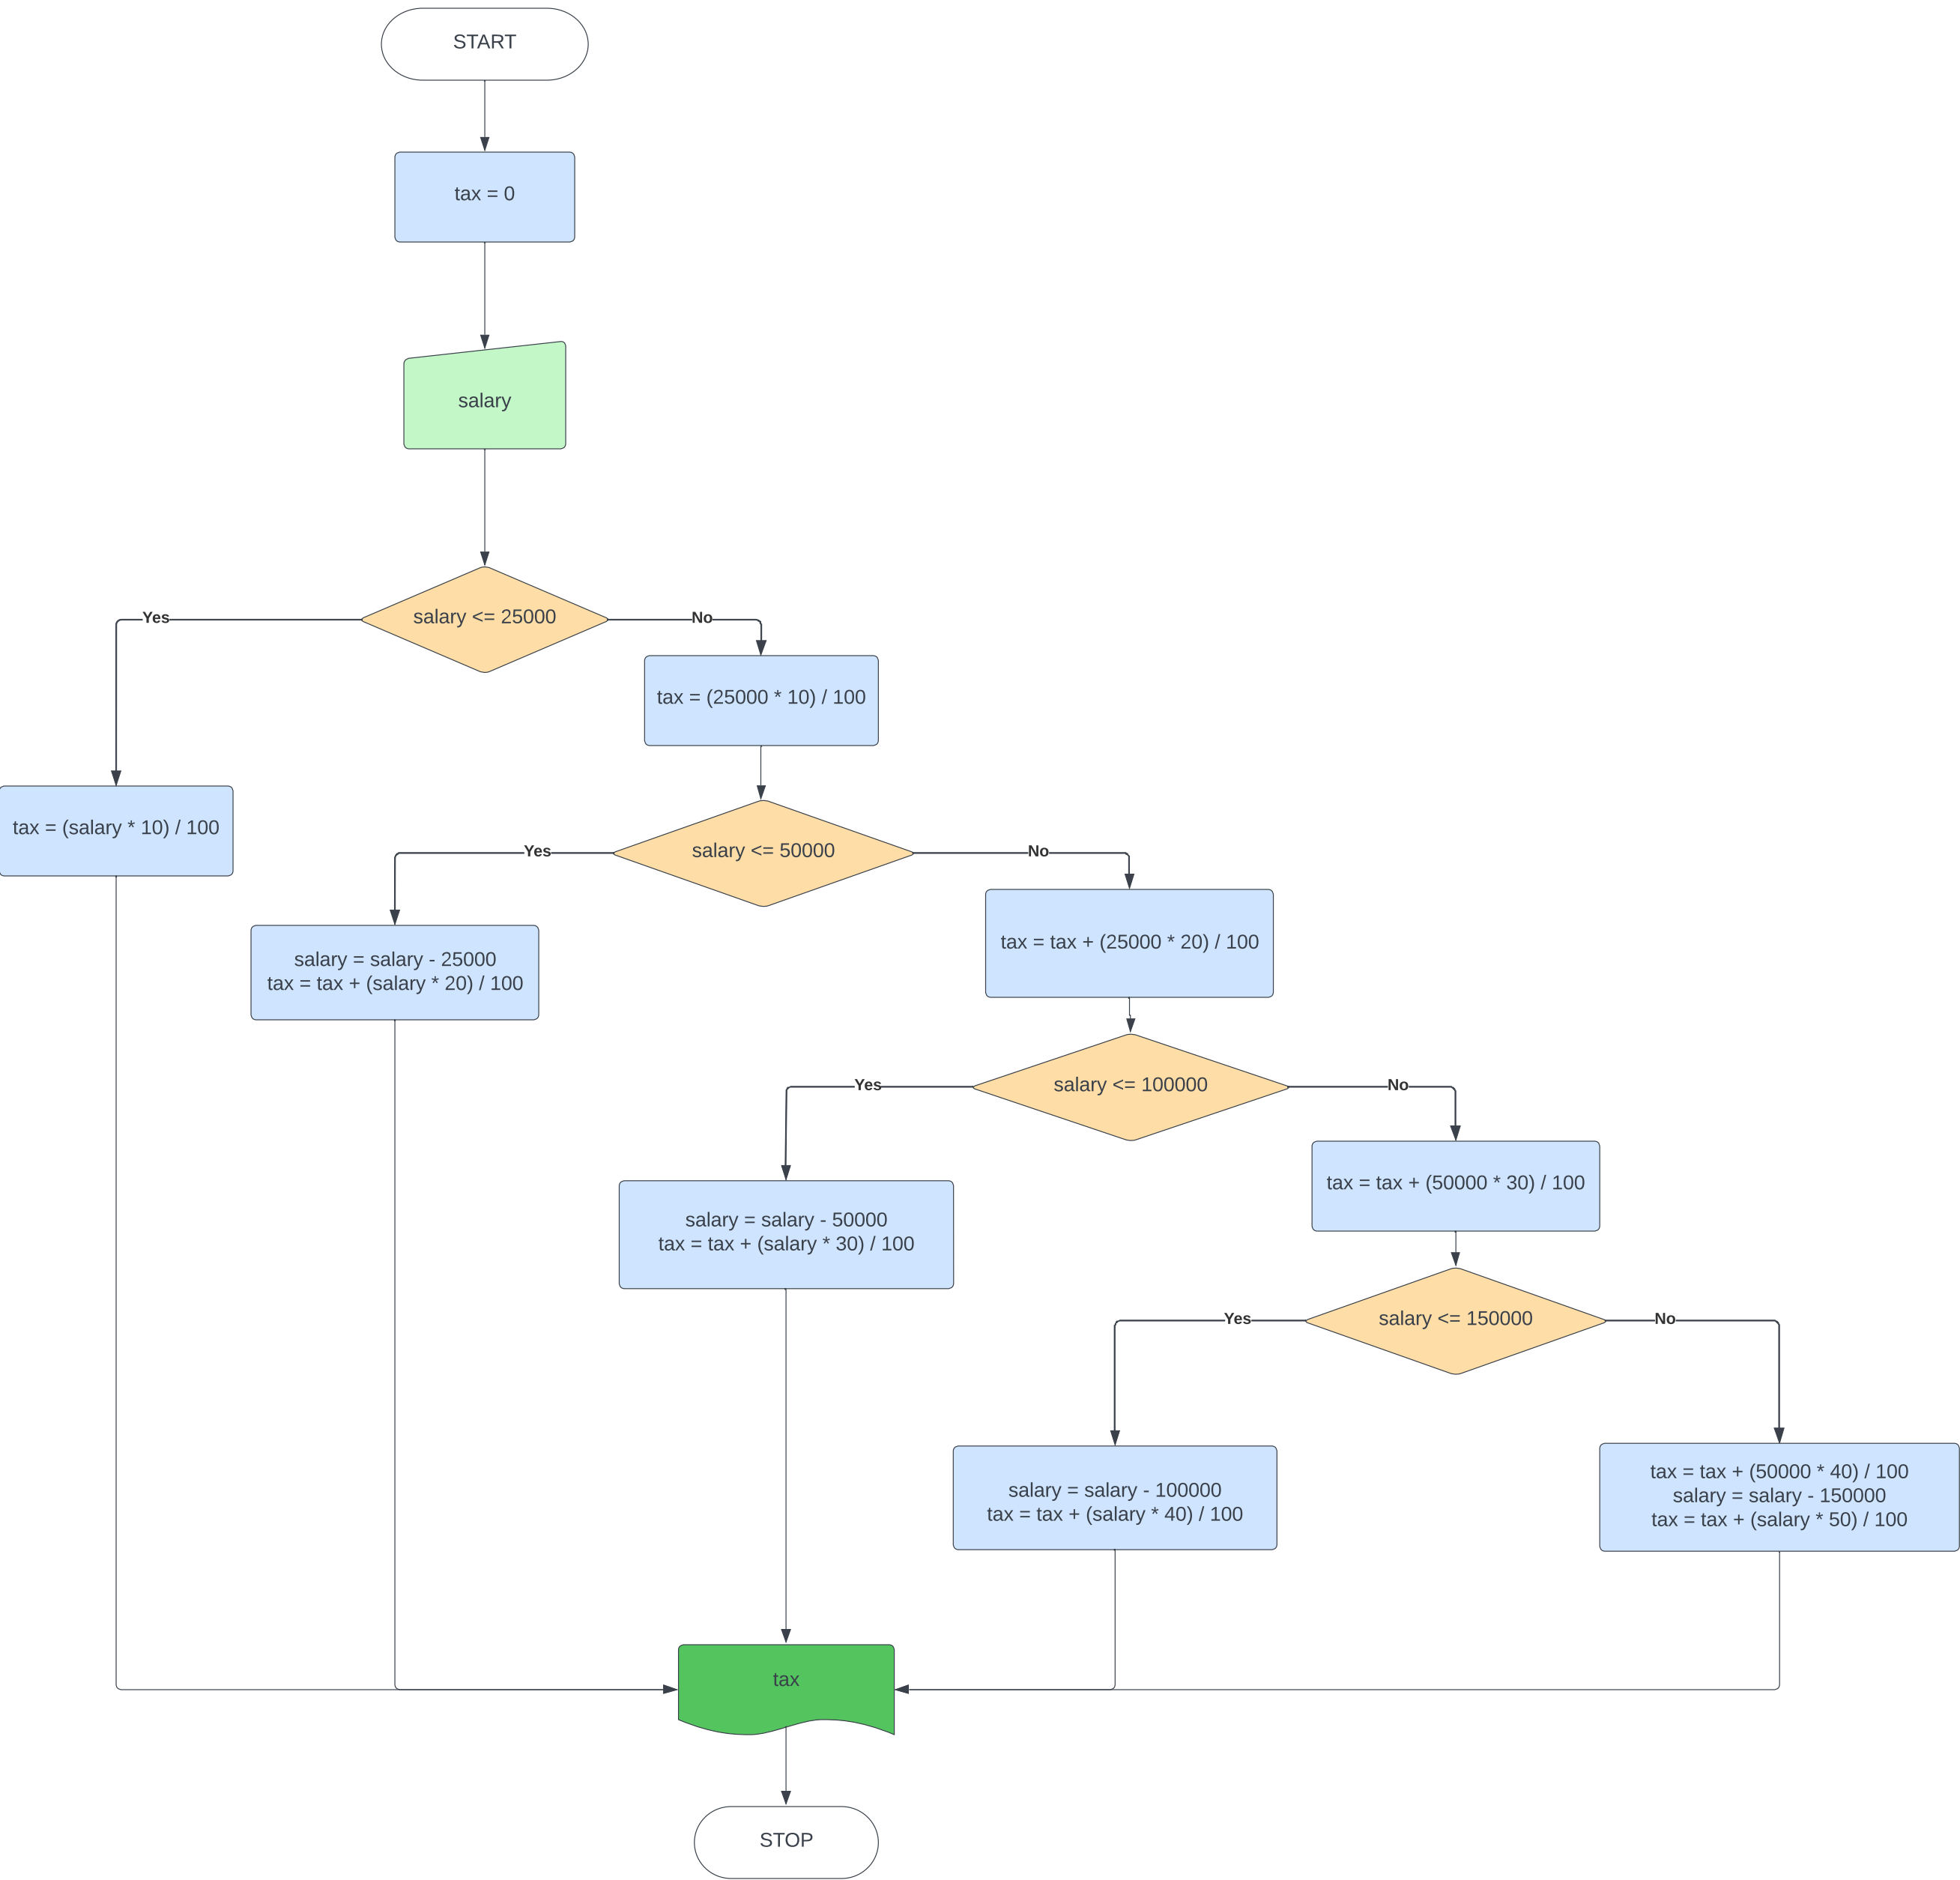 START
tax = 0
salary
salary <= 25000
Yes
No
tax = (25000 * 10) / 100
tax = (salary * 10) / 100
salary <= 50000
Yes
No
salary = salary - 25000
tax = tax + (salary * 20) / 100
tax = tax + (25000 * 20) / 100
salary <= 100000
Yes
No
salary = salary - 50000
tax = tax + (salary * 30) / 100
tax = tax + (50000 * 30) / 100
salary <= 150000
Yes
No
salary = salary - 100000
tax = tax + (salary * 40) / 100
tax = tax + (50000 * 40) / 100
salary = salary - 150000
tax = tax + (salary * 50) / 100
tax
STOP